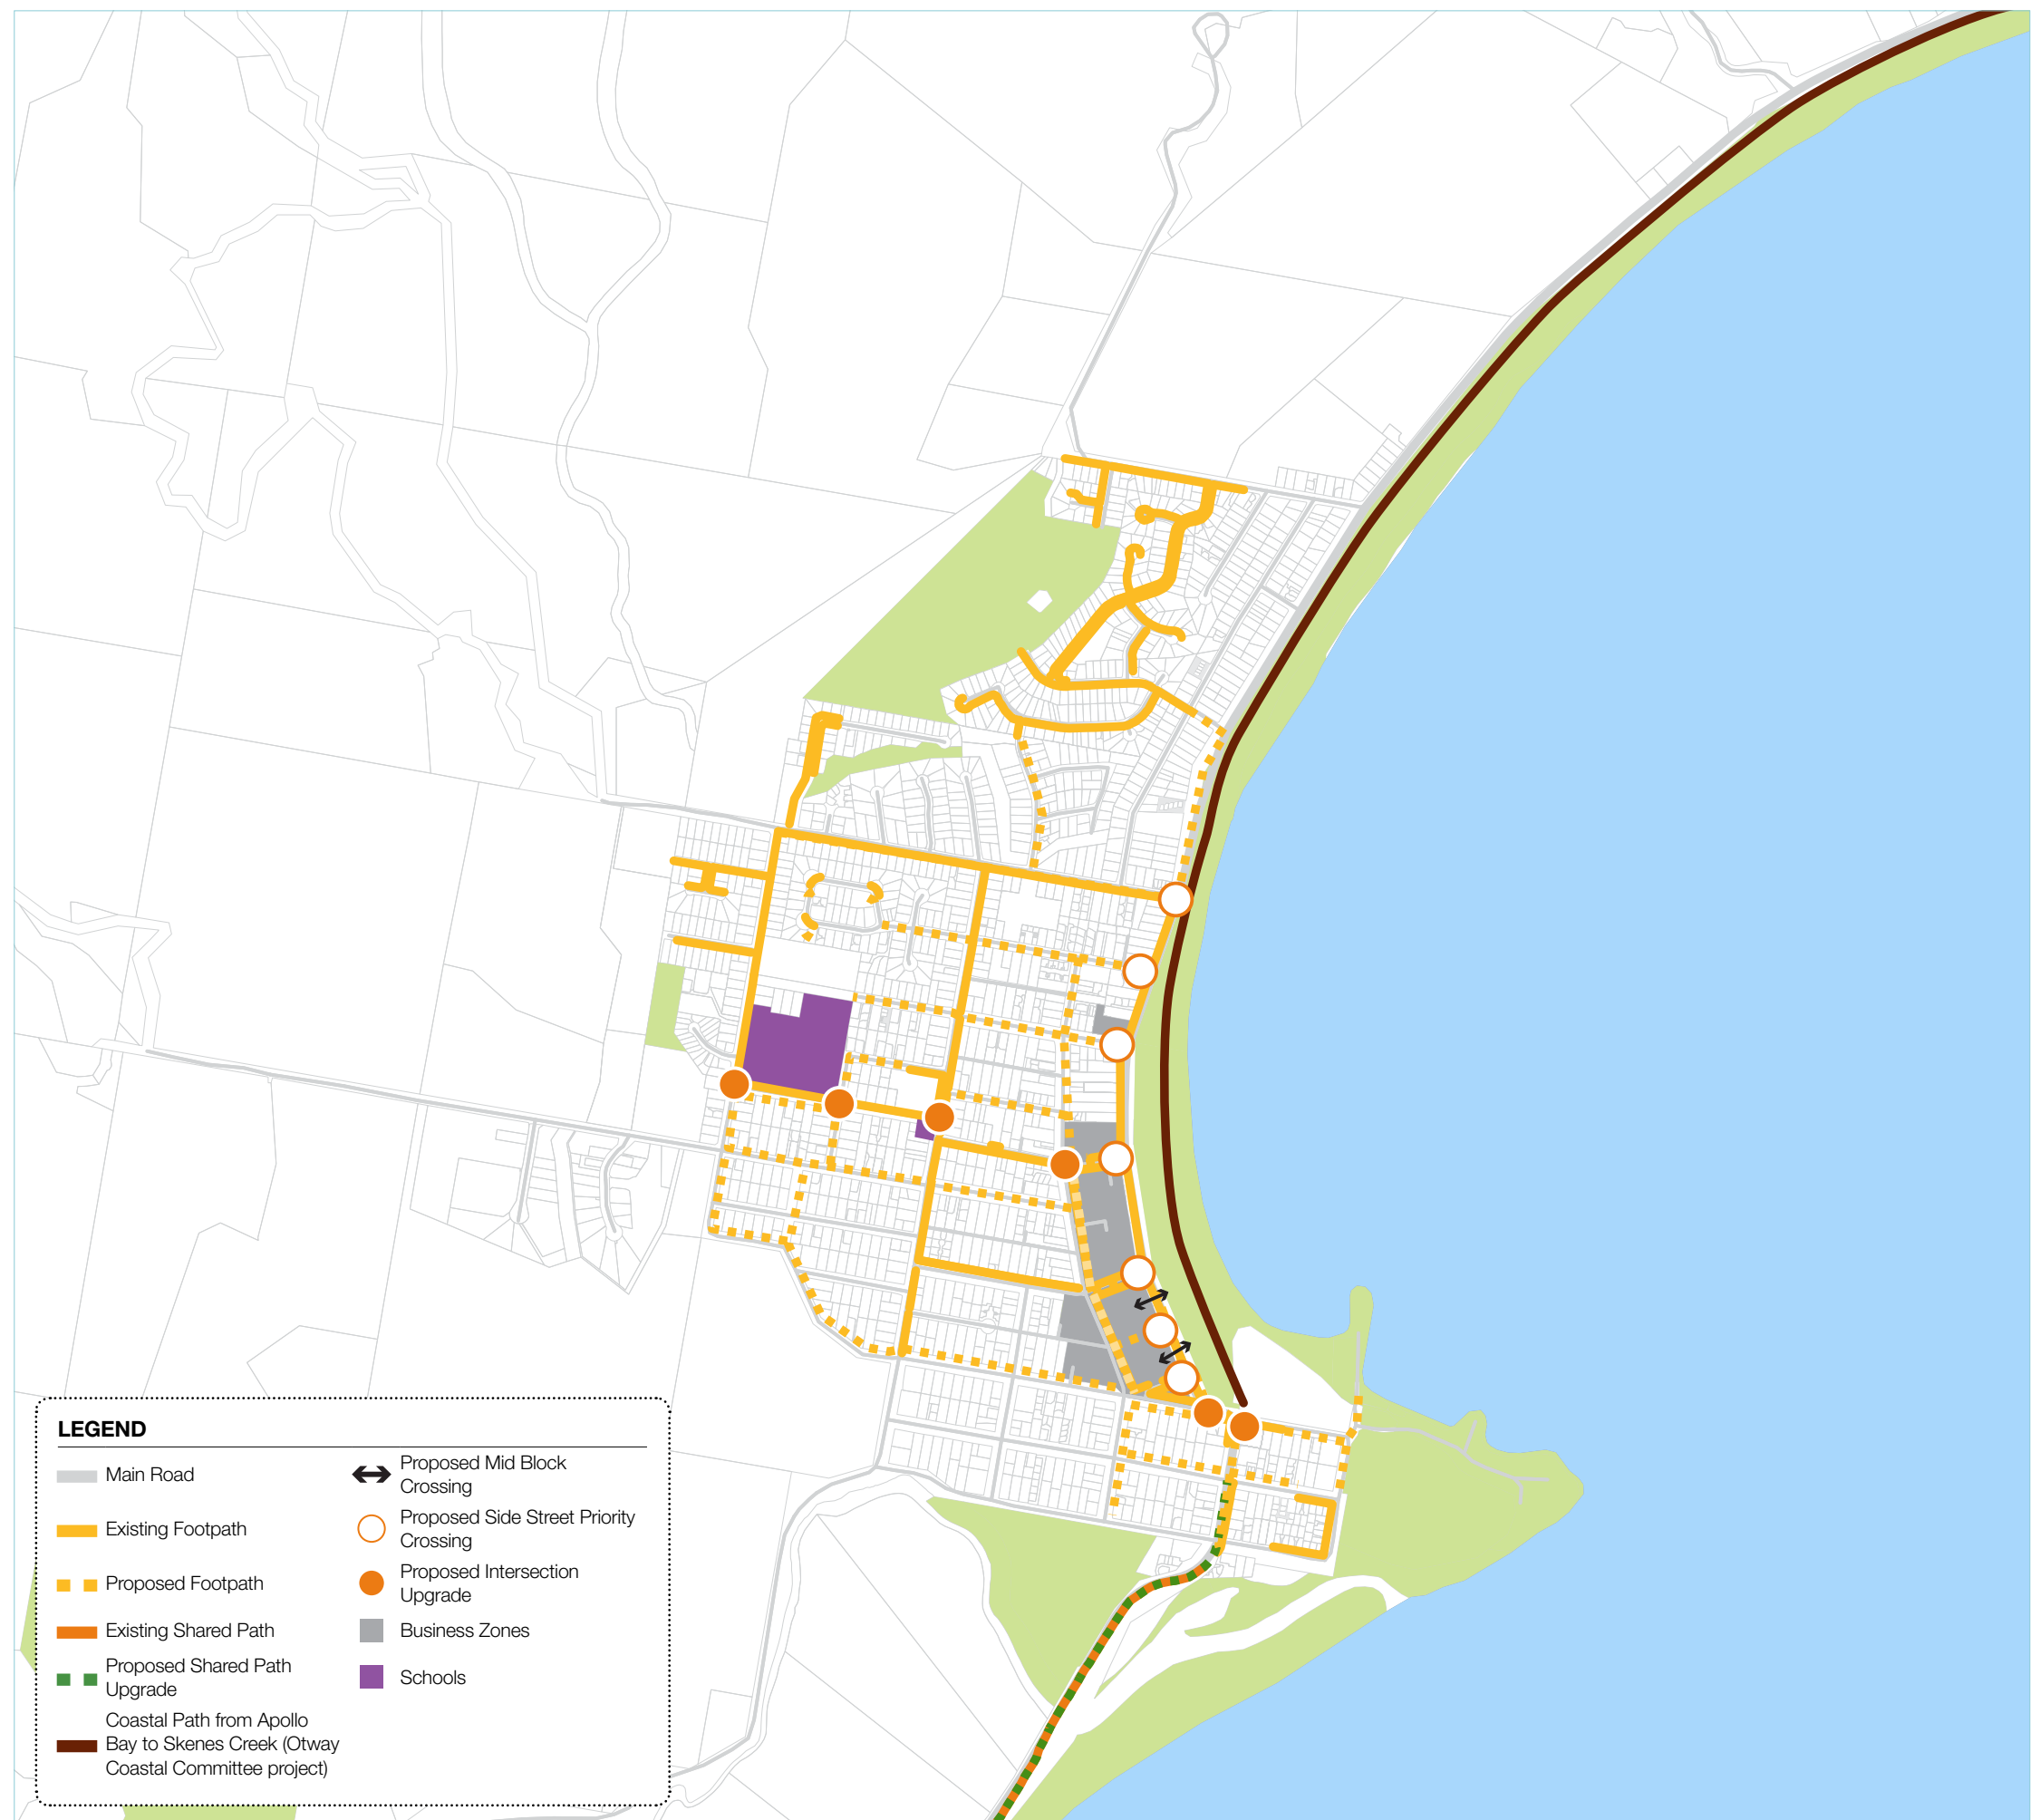 LEGEND
Main Road
Existing Footpath
Proposed Footpath
Existing Shared Path
Proposed Shared Path
Upgrade
Coastal Path from Apollo
Bay to Skenes Creek (Otway
Coastal Committee project)
Proposed Mid Block
Crossing
Proposed Side Street Priority
Crossing
Proposed Intersection
Upgrade
Business Zones
Schools